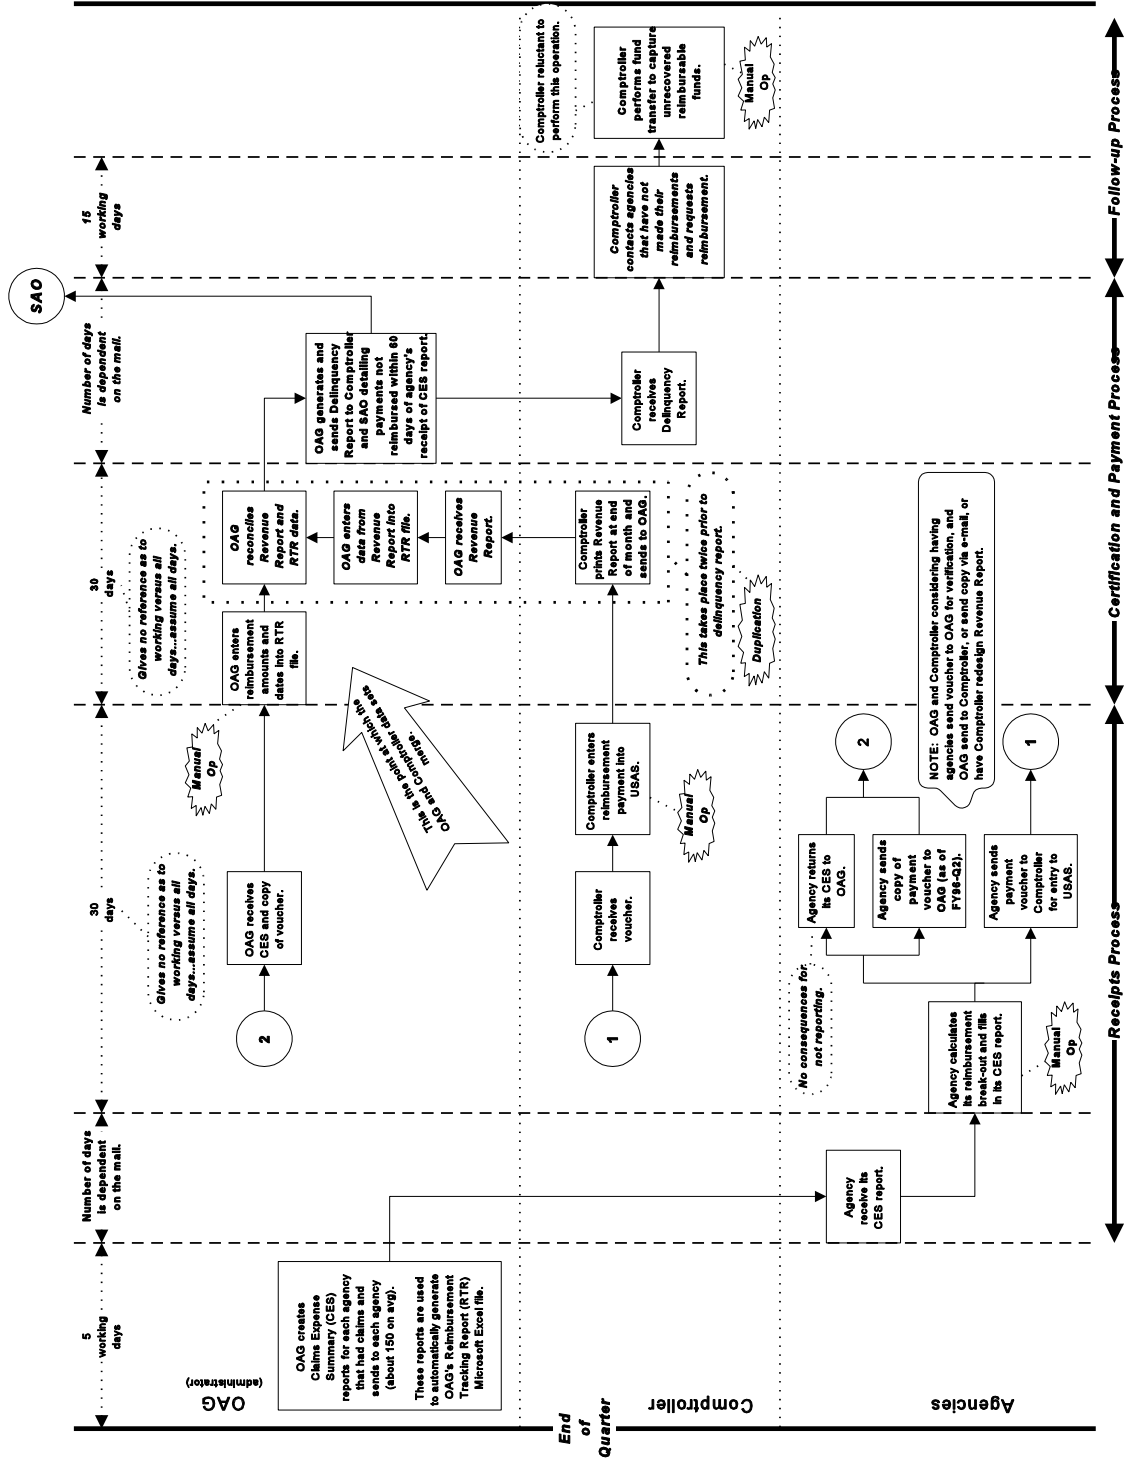 5
working
days
Number of days
is dependent
on the mail.
30
days
30
days
Number of days
is dependent
on the mail.
15
working
days
End
of
Quarter
OAG
(administrator)
OAG creates
Claims Expense
Summary (CES)
reports for each agency
that had claims and
sends to each agency
(about 150 on avg).
These reports are used
to automatically generate
OAG's Reimbursement
Tracking Report (RTR)
Microsoft Excel file.
Gives no reference as to
working versus all
days...assume all days.
2
OAG receives
CES and copy
of voucher.
Manual
Op
Gives no reference as to
working versus all
days...assume all days.
OAG enters
reimbursement
amounts and
dates into RTR
file.
This is the point at which the
OAG and Comptroller data sets
merge.
OAG
reconciles
Revenue
Report and
RTR data.
OAG enters
data from
Revenue
Report into
RTR file.
OAG receives
Revenue
Report.
OAG generates and
sends Delinquency
Report to Comptroller
and SAO detailing
payments not
reimbursed within 60
days of agency's
receipt of CES report.
SAO
Comptroller
1
Comptroller
receives
voucher.
Comptroller enters
reimbursement
payment into
USAS.
Manual
Op
Comptroller
prints Revenue
Report at end
of month and
sends to OAG.
This takes place twice prior to
delinquency report.
Duplication
Comptroller
receives
Delinquency
Report.
Comptroller
contacts agencies
that have not
made their
reimbursements
and requests
reimbursement.
Comptroller reluctant to
perform this operation.
Comptroller
performs fund
transfer to capture
unrecovered
reimbursable
funds.
Manual
Op
Agencies
Agency
receive its
CES report.
Agency calculates
its reimbursement
break-out and fills
in its CES report.
Manual
Op
No consequences for
not reporting.
Agency returns
its CES to
OAG.
Agency sends
copy of
payment
voucher to
OAG (as of
FY96-Q2).
Agency sends
payment
voucher to
Comptroller
for entry to
USAS.
2
1
NOTE: OAG and Comptroller considering having
agencies send voucher to OAG for verification, and
OAG send to Comptroller, or send copy via e-mail, or
have Comptroller redesign Revenue Report.
Receipts Process
Certification and Payment Process
Follow-up Process